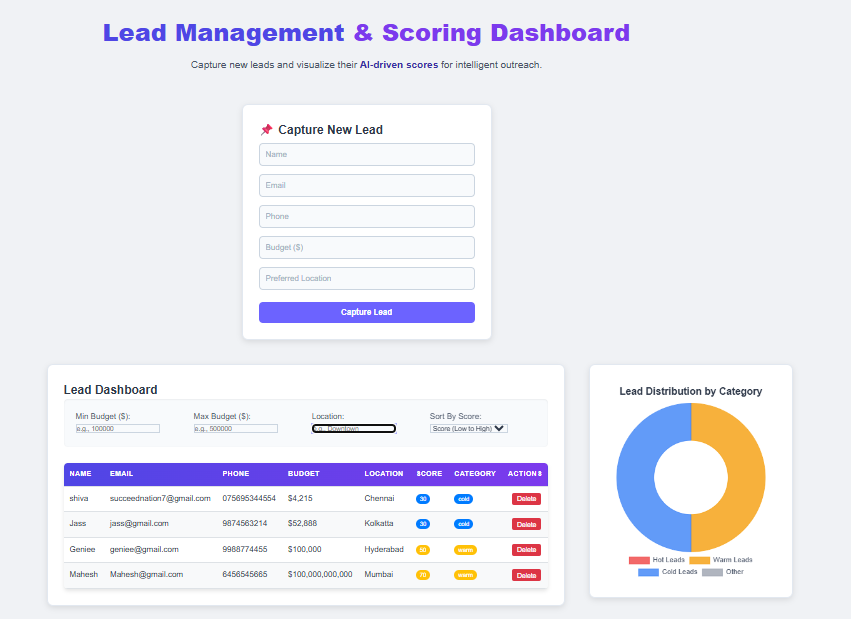 Lead Management & Scoring Dashboard
Capture new leads and visualize their AI-driven scores for intelligent outreach.
📌 Capture New Lead
Name
Email
Phone
Budget ($)
Preferred Location
Capture Lead
Lead Dashboard
Min Budget ($): Max Budget ($): Location: Sort By Score:
e.g., 100000 e.g., 500000 e.g., Downtown Score (Low to High)
NAME EMAIL PHONE BUDGET LOCATION SCORE CATEGORY ACTIONS
shiva succeednation7@gmail.com 075695344554 $4,215 Chennai 30 cold Delete
Jass jass@gmail.com 9874563214 $52,888 Kolkatta 30 cold Delete
Geniee geniee@gmail.com 9988774455 $100,000 Hyderabad 50 warm Delete
Mahesh Mahesh@gmail.com 6456545665 $100,000,000,000 Mumbai 70 warm Delete
Lead Distribution by Category
Hot Leads Warm Leads
Cold Leads Other